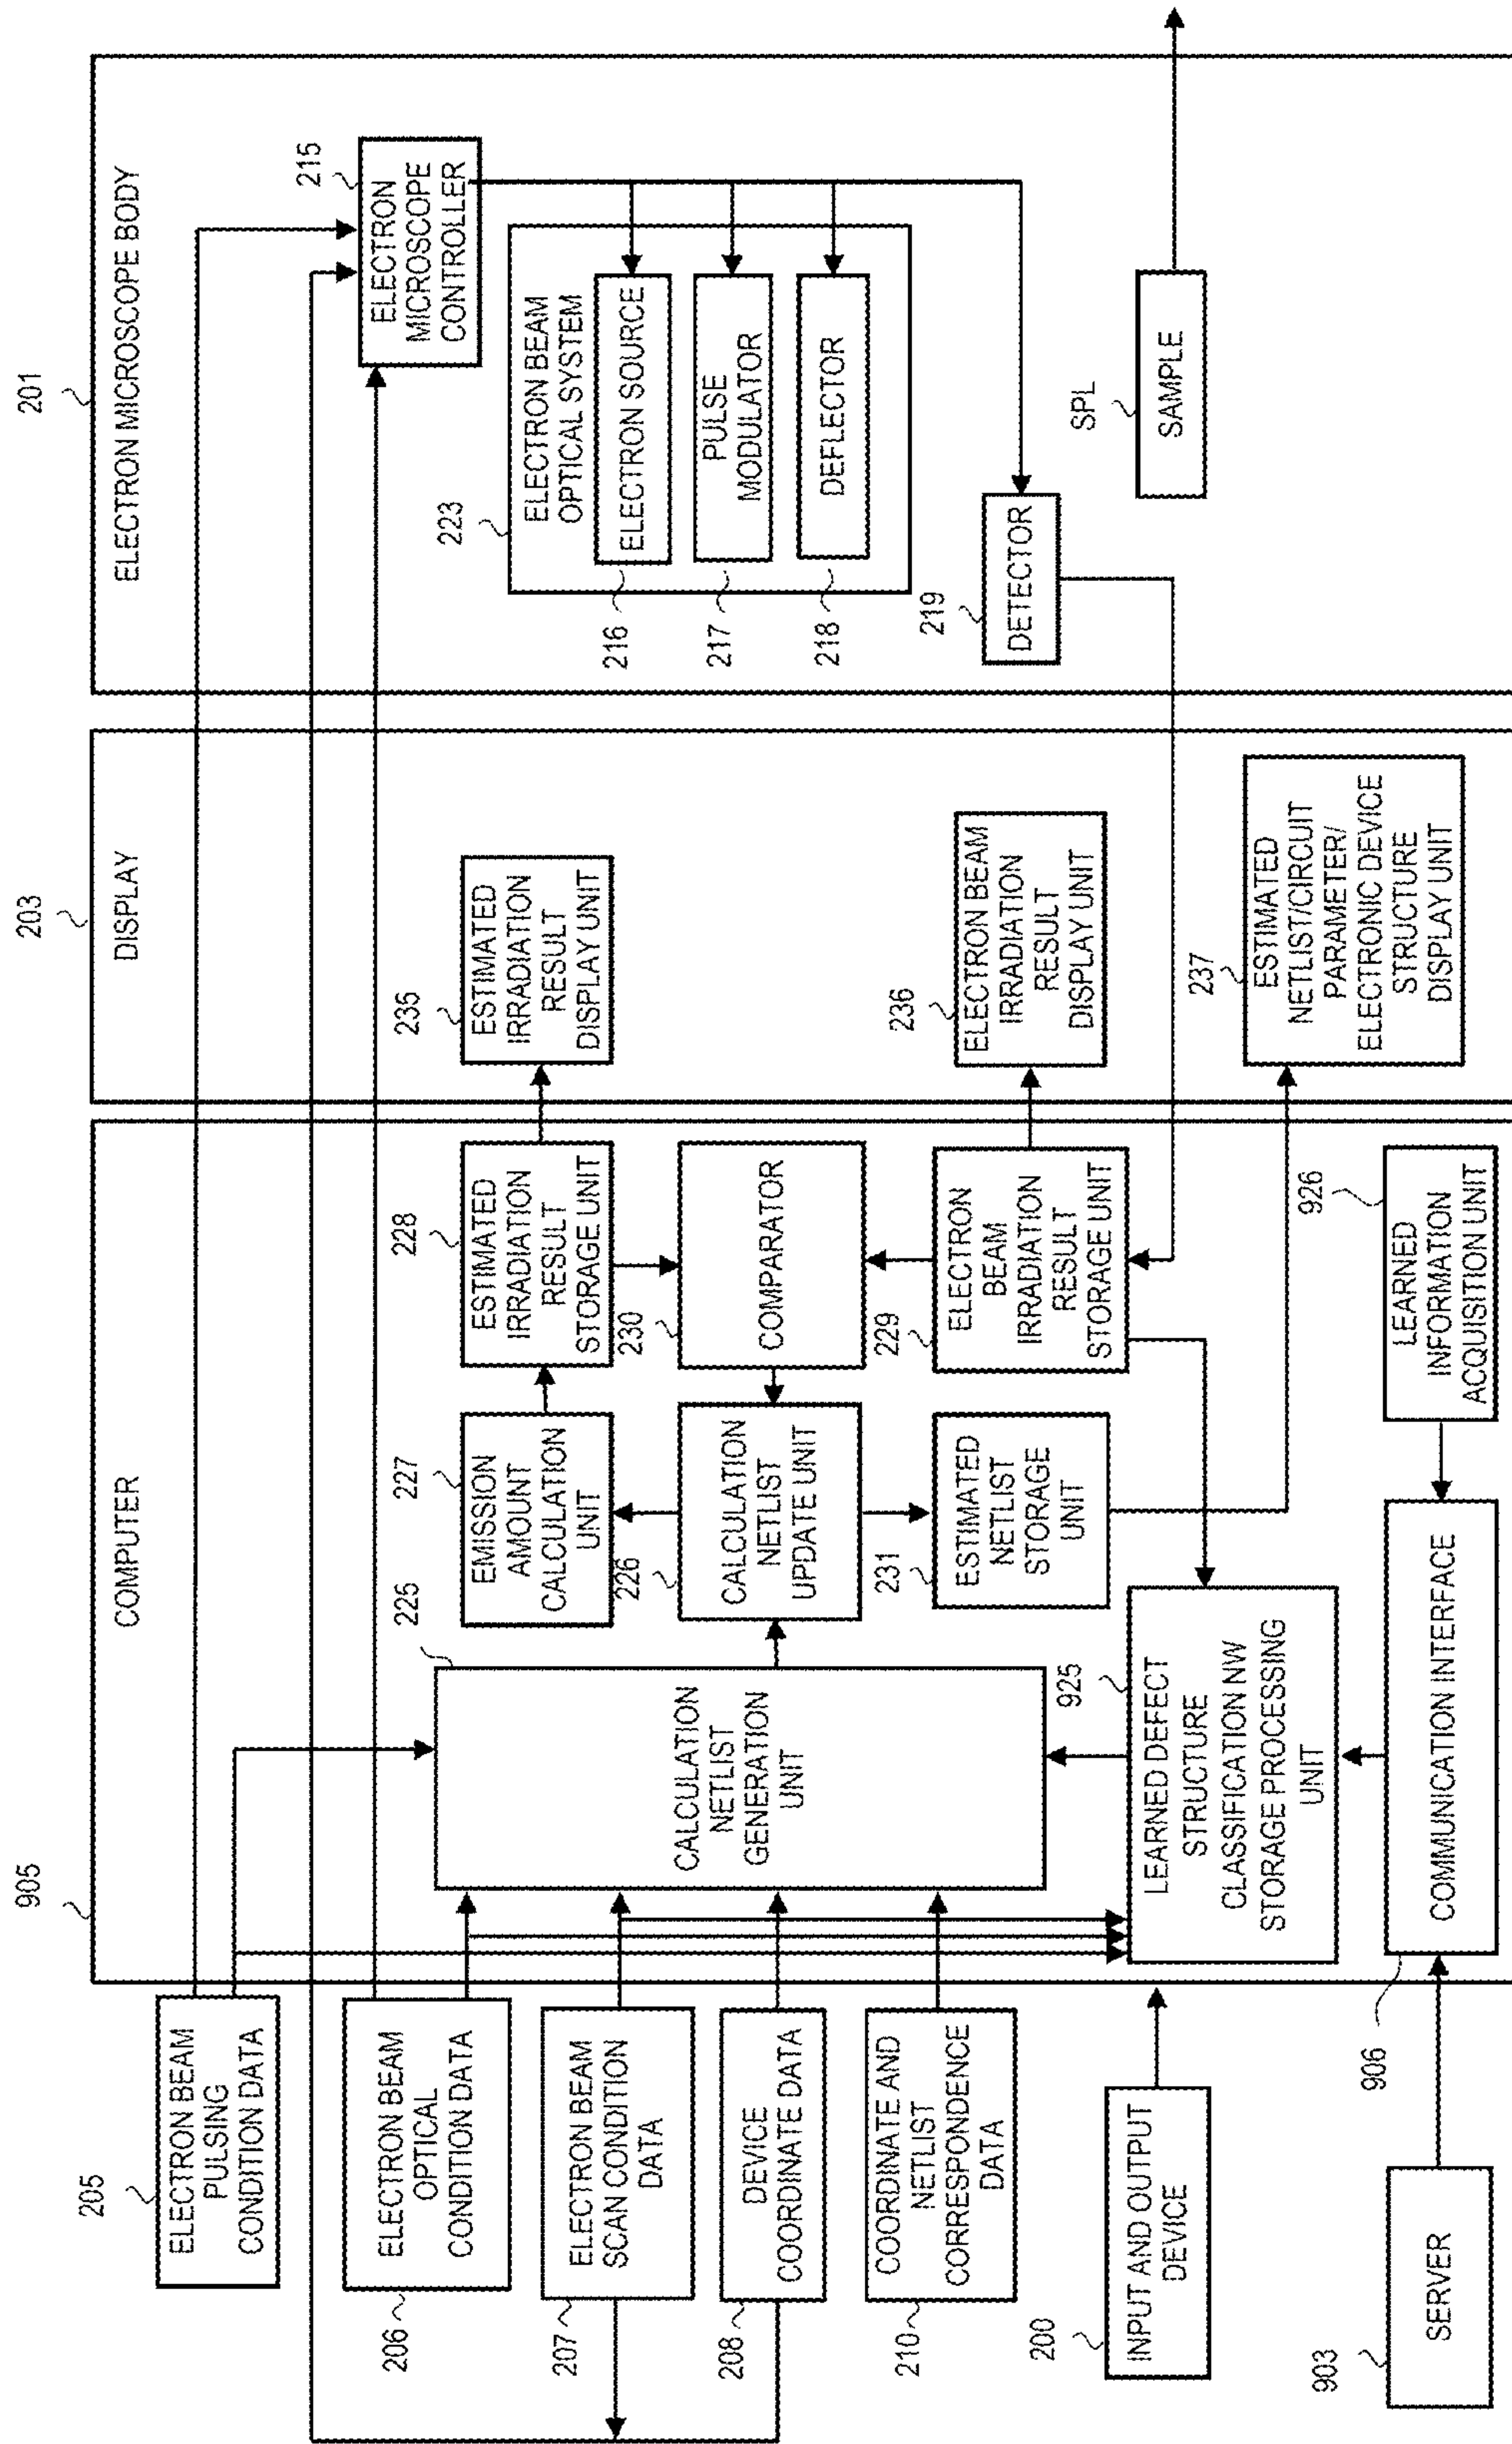 905
COMPUTER
203
DISPLAY
201
ELECTRON MICROSCOPE BODY
205
ELECTRON BEAM
PULSING
CONDITION DATA
206
ELECTRON BEAM
OPTICAL
CONDITION DATA
207
ELECTRON BEAM
SCAN CONDITION
DATA
208
DEVICE
COORDINATE DATA
210
COORDINATE AND
NETLIST
CORRESPONDENCE
DATA
200
INPUT AND OUTPUT
DEVICE
903
SERVER
225
CALCULATION
NETLIST
GENERATION
UNIT
925
LEARNED DEFECT
STRUCTURE
CLASSIFICATION NW
STORAGE PROCESSING
UNIT
906
COMMUNICATION INTERFACE
227
EMISSION
AMOUNT
CALCULATION
UNIT
226
CALCULATION
NETLIST
UPDATE UNIT
231
ESTIMATED
NETLIST
STORAGE
UNIT
228
ESTIMATED
IRRADIATION
RESULT
STORAGE UNIT
230
COMPARATOR
229
ELECTRON
BEAM
IRRADIATION
RESULT
STORAGE UNIT
926
LEARNED
INFORMATION
ACQUISITION UNIT
235
ESTIMATED
IRRADIATION
RESULT
DISPLAY UNIT
236
ELECTRON BEAM
IRRADIATION
RESULT
DISPLAY UNIT
237
ESTIMATED
NETLIST/CIRCUIT
PARAMETER/
ELECTRONIC DEVICE
STRUCTURE
DISPLAY UNIT
215
ELECTRON
MICROSCOPE
CONTROLLER
223
ELECTRON BEAM
OPTICAL SYSTEM
216
ELECTRON SOURCE
217
PULSE
MODULATOR
218
DEFLECTOR
219
DETECTOR
SPL
SAMPLE